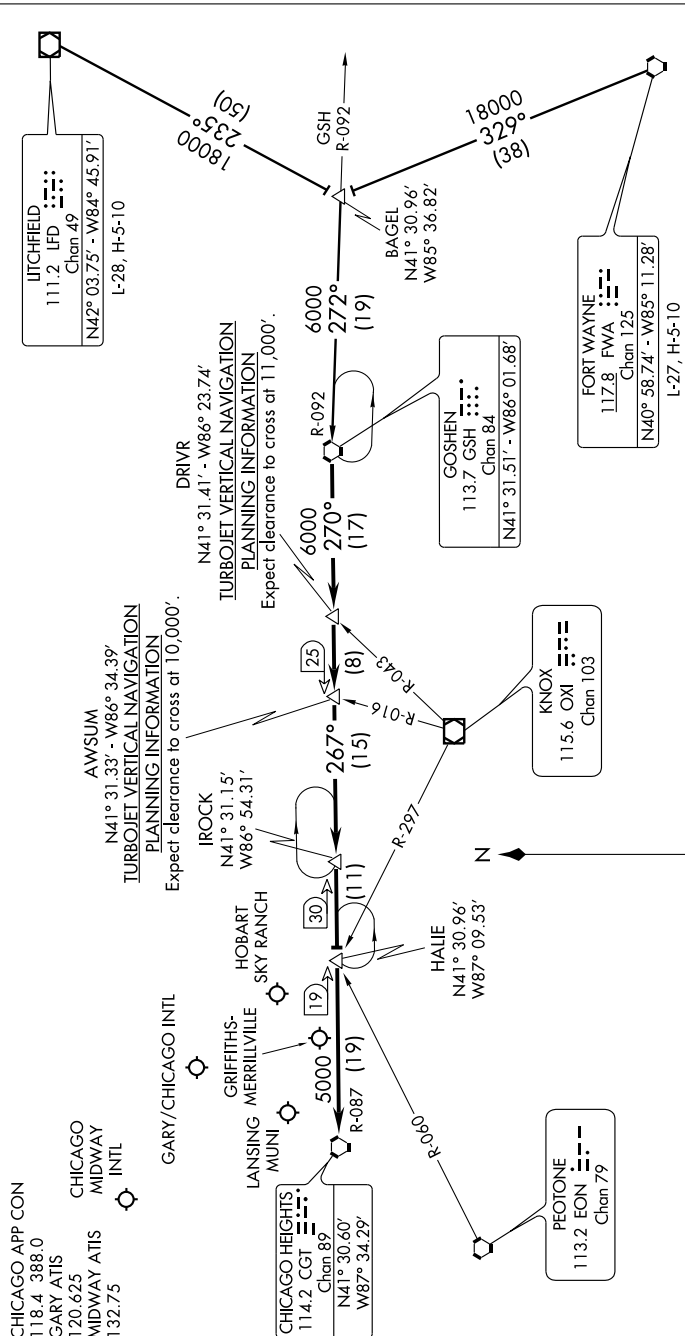 CHICAGO APP CON
118.4 388.0
GARY ATIS
120.625
MIDWAY ATIS
132.75
CHICAGO
MIDWAY
INTL
GARY/CHICAGO INTL
LANSING
MUNI
GRIFFITHS-
MERRILLVILLE
HOBART
SKY RANCH
CHICAGO HEIGHTS
114.2 CGT
Chan 89
N41° 30.60'
W87° 34.29'
R-087
5000
(19)
19
HALIE
N41° 30.96'
W87° 09.53'
30
(11)
IROCK
N41° 31.15'
W86° 54.31'
267°
(15)
AWSUM
N41° 31.33' - W86° 34.39'
TURBOJET VERTICAL NAVIGATION
PLANNING INFORMATION
Expect clearance to cross at 10,000'.
25
(8)
DRIVR
N41° 31.41' - W86° 23.74'
TURBOJET VERTICAL NAVIGATION
PLANNING INFORMATION
Expect clearance to cross at 11,000'.
6000
270°
(17)
R-092
GOSHEN
113.7 GSH
Chan 84
N41° 31.51' - W86° 01.68'
6000
272°
(19)
BAGEL
N41° 30.96'
W85° 36.82'
GSH
R-092
18000
235°
(50)
LITCHFIELD
111.2 LFD
Chan 49
N42° 03.75' - W84° 45.91'
L-28, H-5-10
18000
329°
(38)
FORT WAYNE
117.8 FWA
Chan 125
N40° 58.74' - W85° 11.28'
L-27, H-5-10
R-043
R-016
R-297
KNOX
115.6 OXI
Chan 103
N
R-060
PEOTONE
113.2 EON
Chan 79